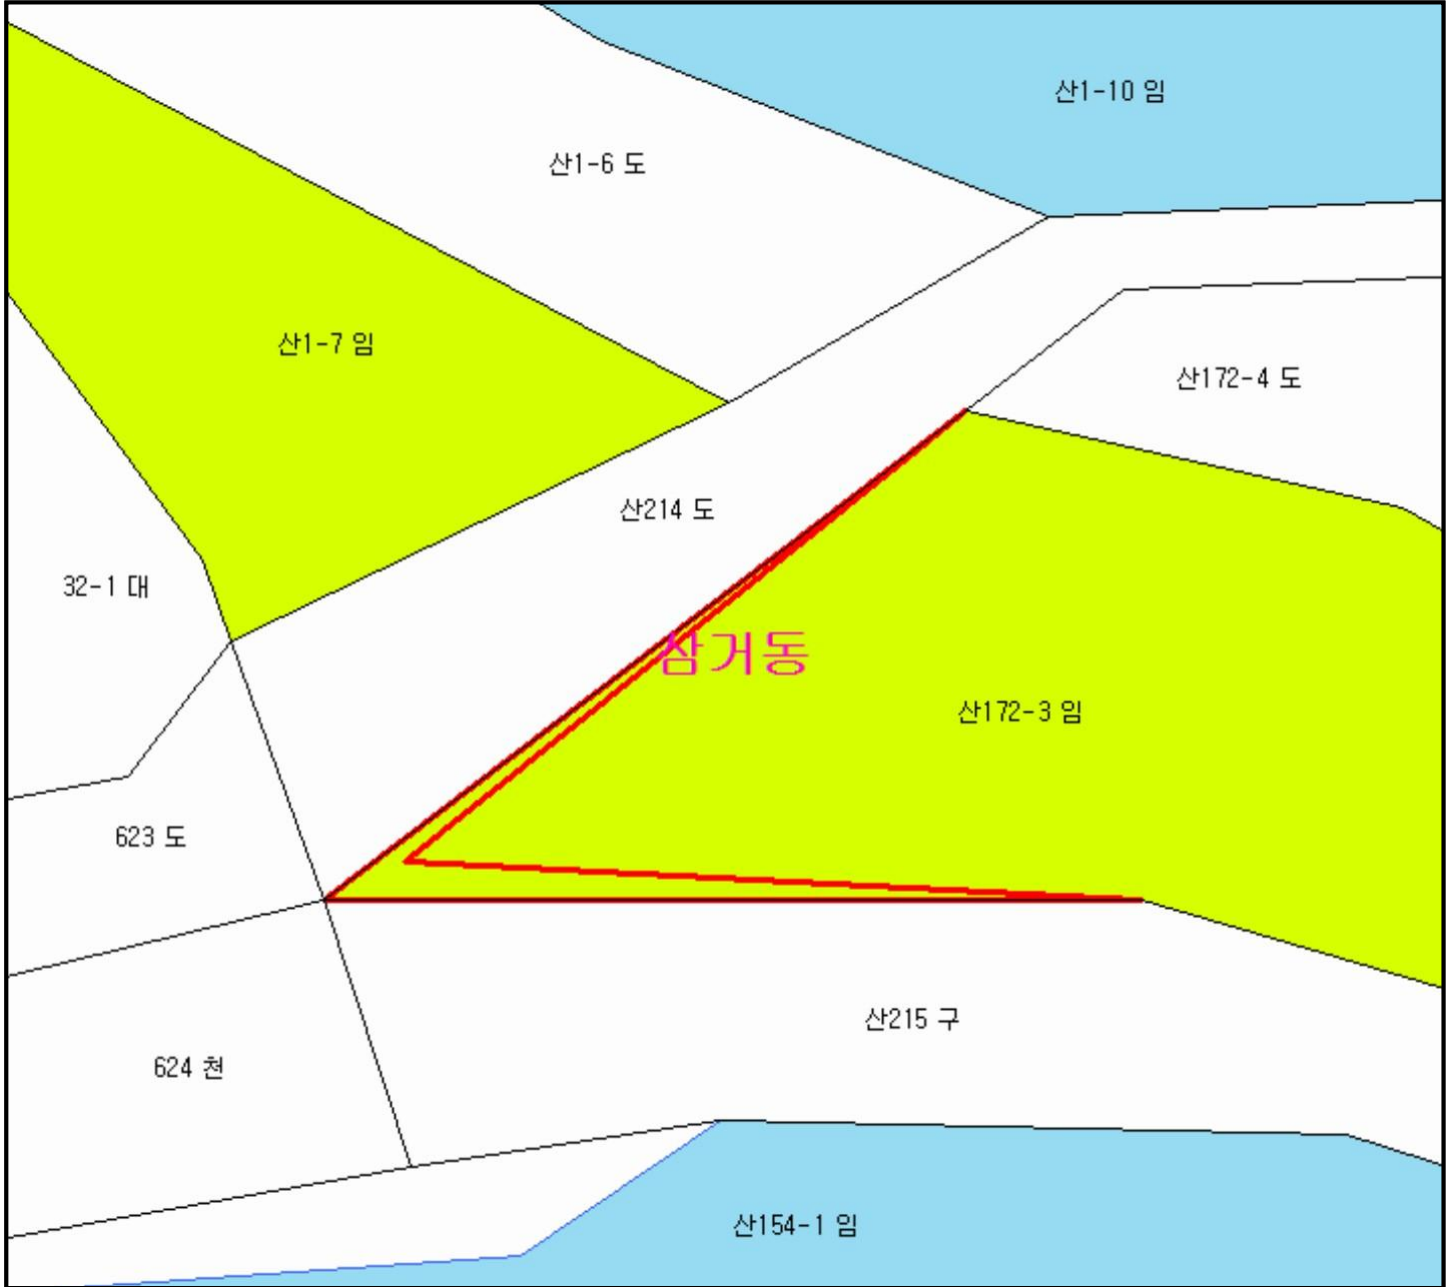 산1-10 임
산1-6 도
산1-7 임
산172-4 도
산214 도
32-1 대
삼거동
산172-3 임
623 도
산215 구
624 천
산154-1 임